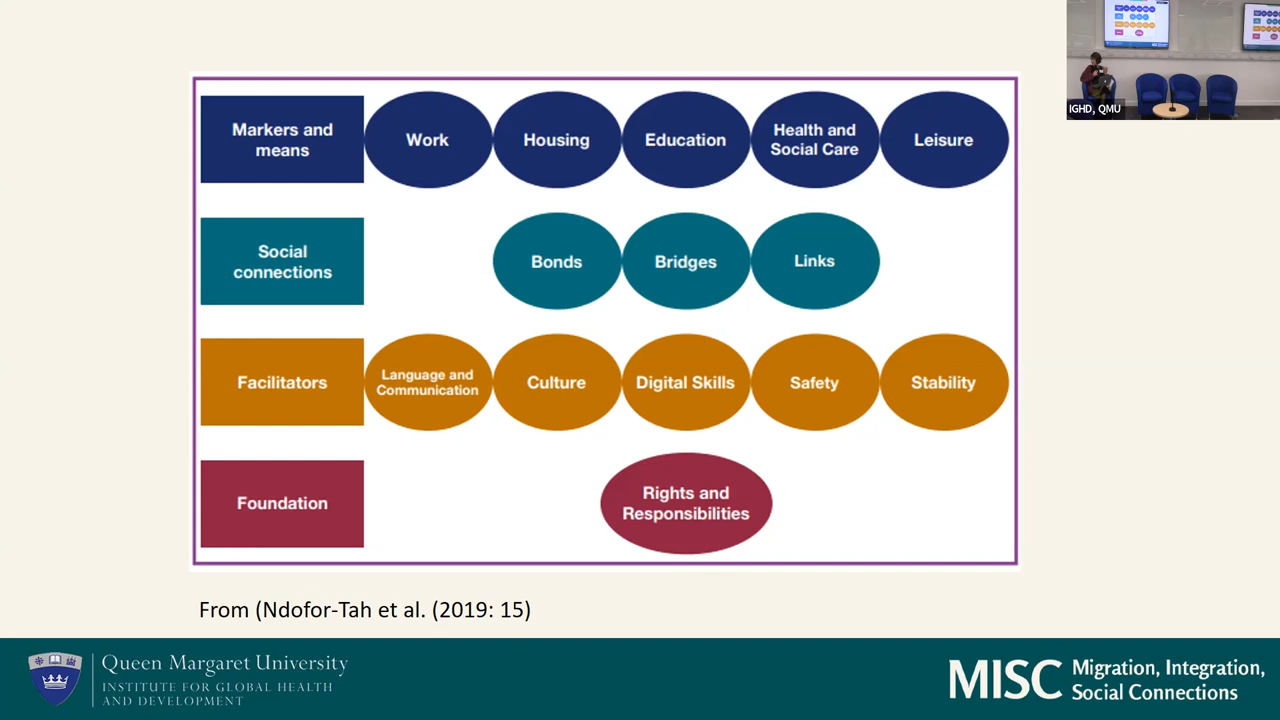 IGHD, QMU
Markers and
means
Work
Housing
Education
Health and
Social Care
Leisure
Social
connections
Bonds
Bridges
Links
Facilitators
Language and
Communication
Culture
Digital Skills
Safety
Stability
Foundation
Rights and
Responsibilities
From (Ndofor-Tah et al. (2019: 15)
Queen Margaret University
INSTITUTE FOR GLOBAL HEALTH
AND DEVELOPMENT
MISC
Migration, Integration,
Social Connections